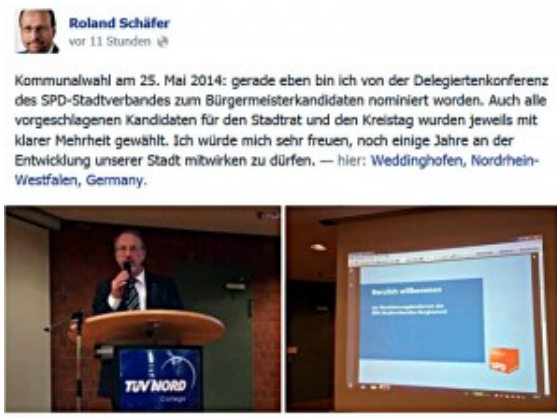 Roland Schäfer
vor 11 Stunden
Kommunalwahl am 25. Mai 2014: gerade eben bin ich von der Delegiertenkonferenz
des SPD-Stadtverbandes zum Bürgermeisterkandidaten nominiert worden. Auch alle
vorgeschlagenen Kandidaten für den Stadtrat und den Kreistag wurden jeweils mit
klarer Mehrheit gewählt. Ich würde mich sehr freuen, noch einige Jahre an der
Entwicklung unserer Stadt mitwirken zu dürfen. — hier: Weddinghofen, Nordrhein-
Westfalen, Germany.
TÜV NORD
College
Herzlich willkommen
SPD